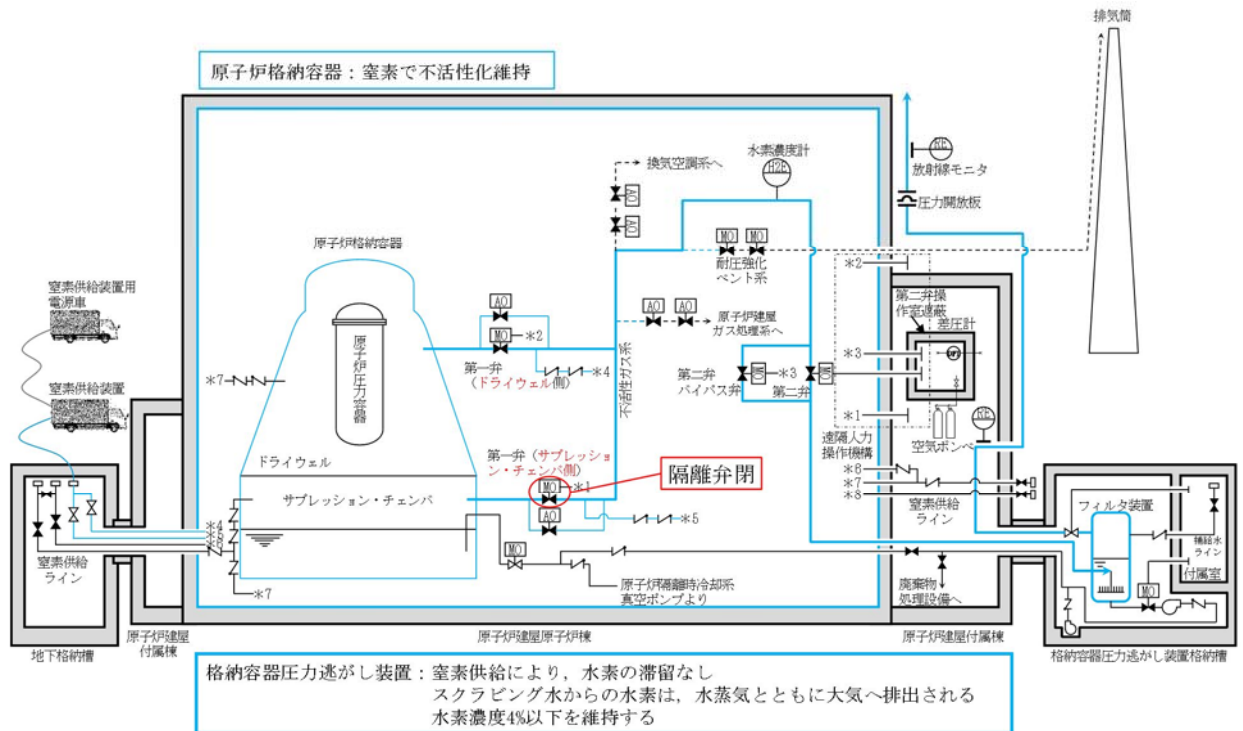 排気筒
原子炉格納容器：窒素で不活性化維持
水素濃度計
H2E
RE
放射線モニタ
換気空調系へ
AO
AO
圧力開放板
原子炉格納容器
MO
MO
耐圧強化
ベント系
＊2
窒素供給装置用
電源車
第二弁操
作室遮蔽
差圧計
AO
AO
AO
原子炉建屋
ガス処理系へ
MO
＊2
原子炉圧力容器
不活性ガス系
＊4
第一弁
（ドライウェル側）
＊3
窒素供給装置
＊7
第二弁
バイパス弁
MO
＊3
第二弁
MO
＊1
RE
遠隔人力
操作機構
空気ボンベ
ドライウェル
第一弁（サプレッショ
ン・チェンバ側）
隔離弁閉
＊6
＊7
＊8
サプレッション・チェンバ
MO
＊1
窒素供給
ライン
フィルタ装置
AO
＊5
＊4
＊5
＊6
補給水
ライン
窒素供給
ライン
MO
付属室
＊7
原子炉隔離時冷却系
真空ポンプより
廃棄物
処理設備へ
MO
地下格納槽
原子炉建屋
付属棟
原子炉建屋原子炉棟
原子炉建屋付属棟
格納容器圧力逃がし装置格納槽
格納容器圧力逃がし装置：窒素供給により，水素の滞留なし
スクラビング水からの水素は，水蒸気とともに大気へ排出される
水素濃度4%以下を維持する